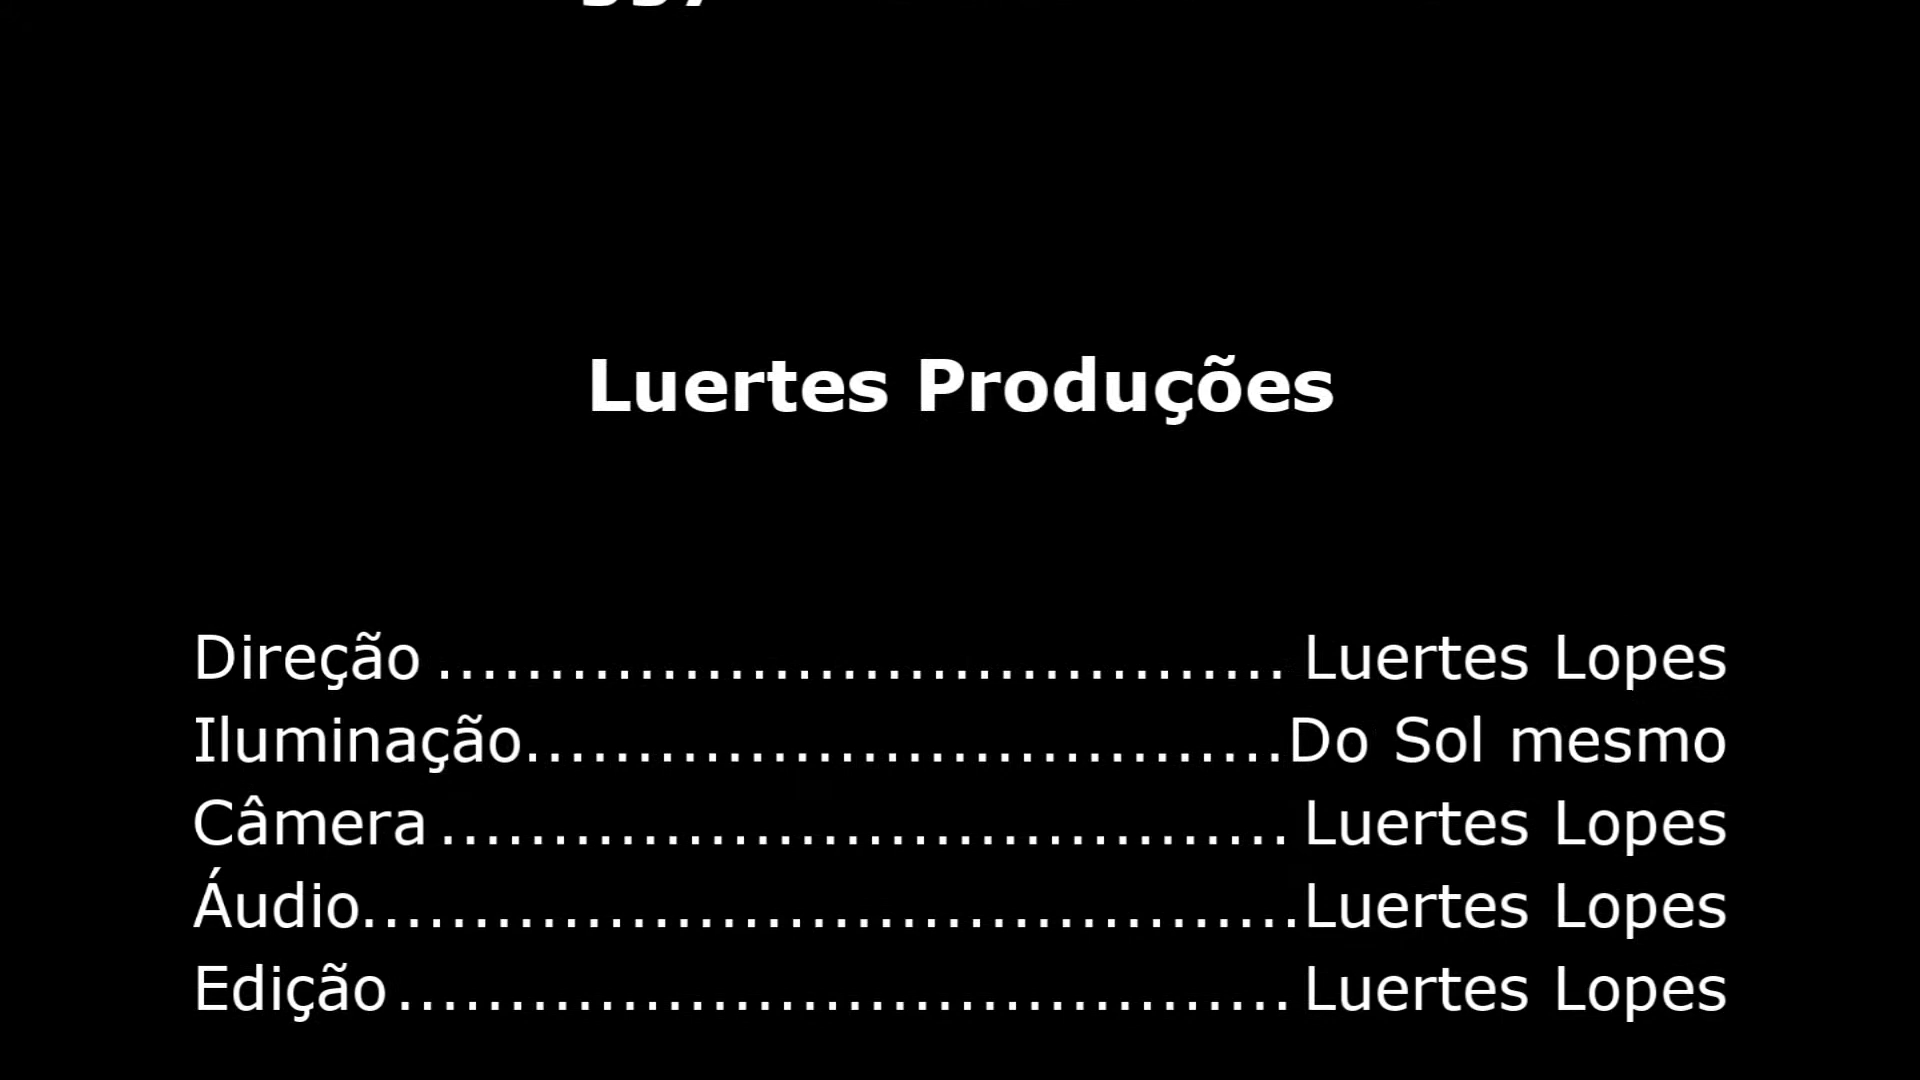 Luertes Produções
Direção ...................................... Luertes Lopes
Iluminação..................................Do Sol mesmo
Câmera ...................................... Luertes Lopes
Áudio..........................................Luertes Lopes
Edição ........................................ Luertes Lopes